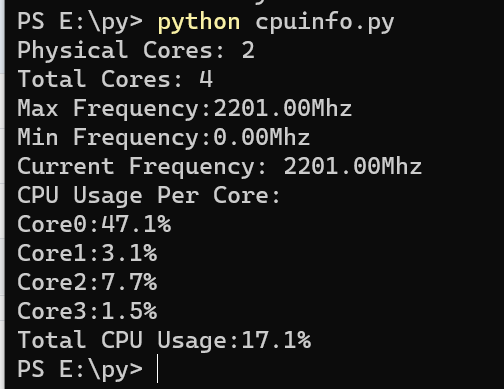 PS E:\py> python cpuinfo.py
Physical Cores: 2
Total Cores: 4
Max Frequency:2201.00Mhz
Min Frequency:0.00Mhz
Current Frequency: 2201.00Mhz
CPU Usage Per Core:
Core0:47.1%
Core1:3.1%
Core2:7.7%
Core3:1.5%
Total CPU Usage:17.1%
PS E:\py>